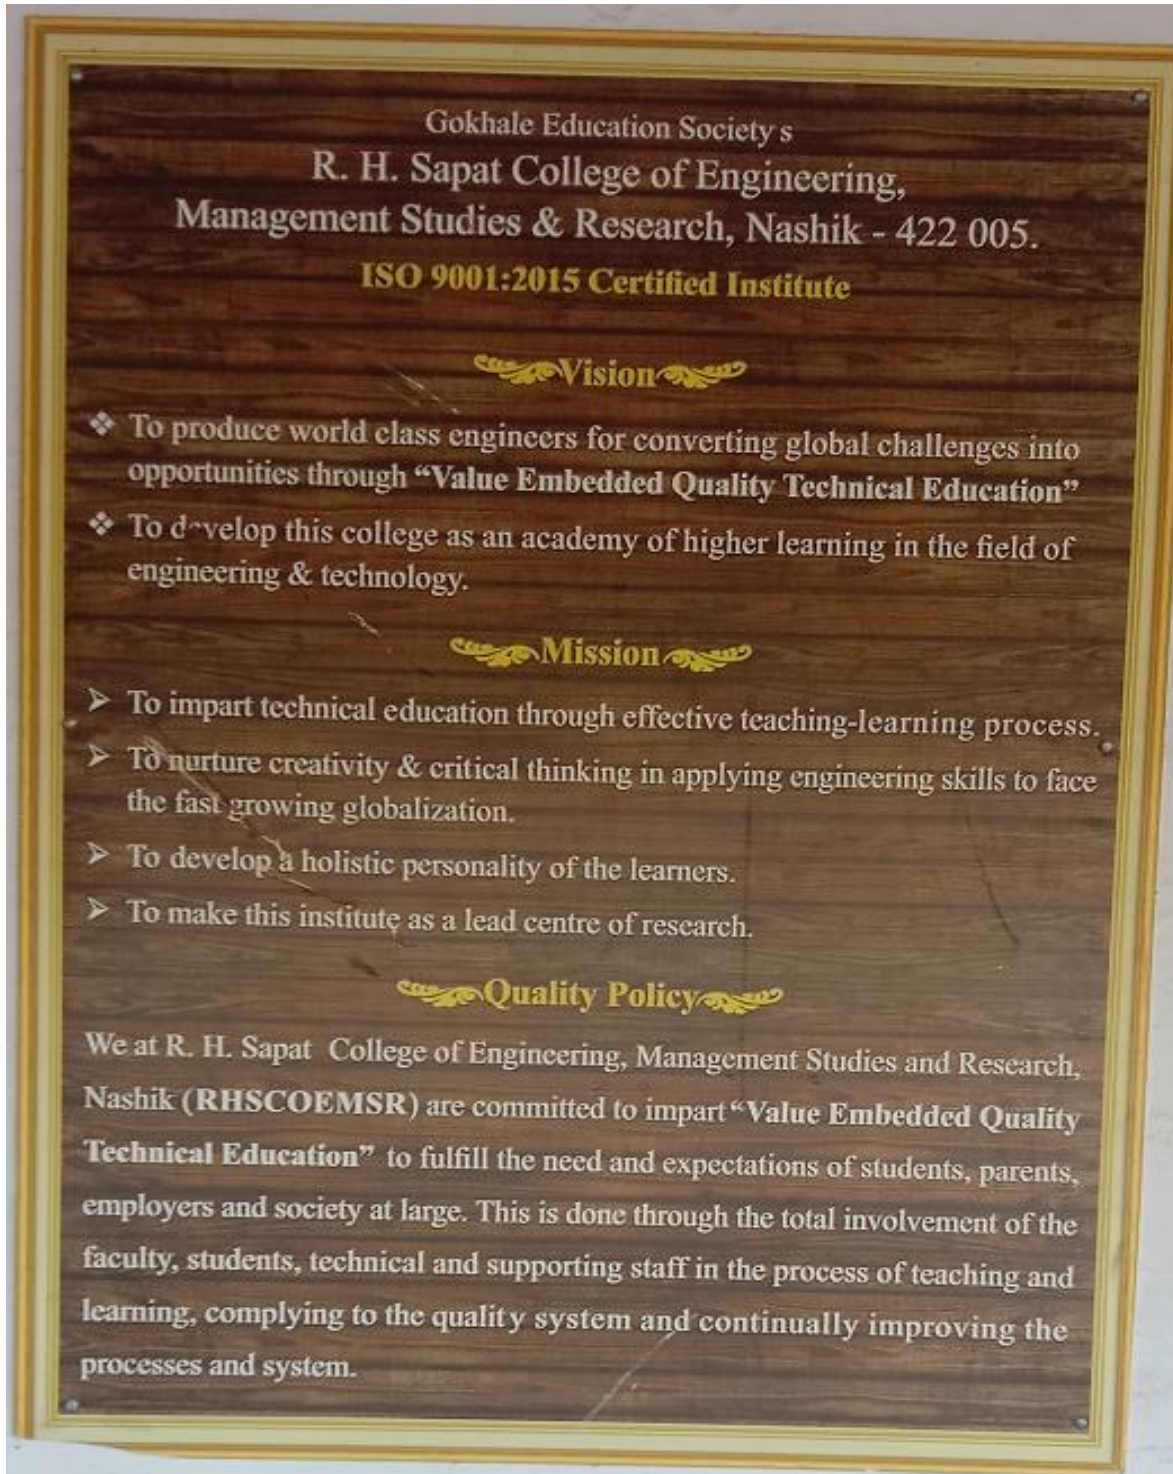 Gokhale Education Society s
R. H. Sapat College of Engineering,
Management Studies & Research, Nashik - 422 005.
ISO 9001:2015 Certified Institute
Vision
❖ To produce world class engineers for converting global challenges into
opportunities through “Value Embedded Quality Technical Education”
❖ To develop this college as an academy of higher learning in the field of
engineering & technology.
Mission
➢ To impart technical education through effective teaching-learning process.
➢ To nurture creativity & critical thinking in applying engineering skills to face
the fast growing globalization.
➢ To develop a holistic personality of the learners.
➢ To make this institute as a lead centre of research.
Quality Policy
We at R. H. Sapat College of Engineering, Management Studies and Research,
Nashik (RHSCOEMSR) are committed to impart “Value Embedded Quality
Technical Education” to fulfill the need and expectations of students, parents,
employers and society at large. This is done through the total involvement of the
faculty, students, technical and supporting staff in the process of teaching and
learning, complying to the quality system and continually improving the
processes and system.